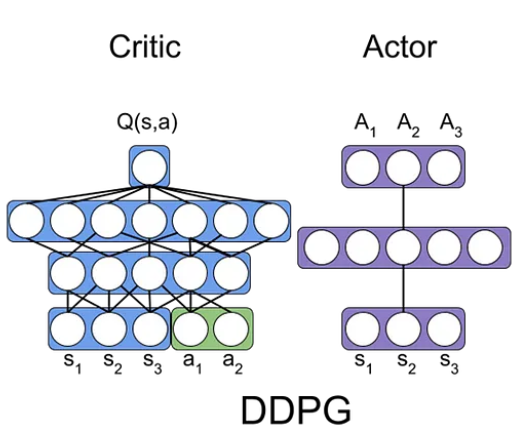 Critic
Actor
Q(s,a)
A₁ A₂ A₃
s₁ s₂ s₃ a₁ a₂
s₁ s₂ s₃
DDPG